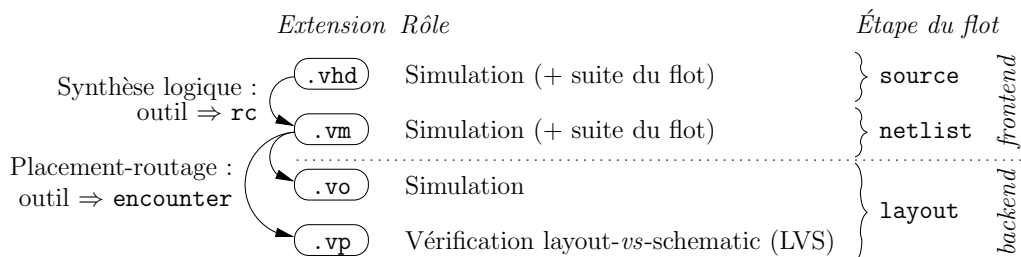 Extension Rôle Étape du flot
.vhd Simulation (+ suite du flot) source
Synthèse logique :
outil ⇒ rc
.vm Simulation (+ suite du flot) netlist
frontend
Placement-routage :
outil ⇒ encounter
.vo Simulation
layout
.vp Vérification layout-vs-schematic (LVS)
backend